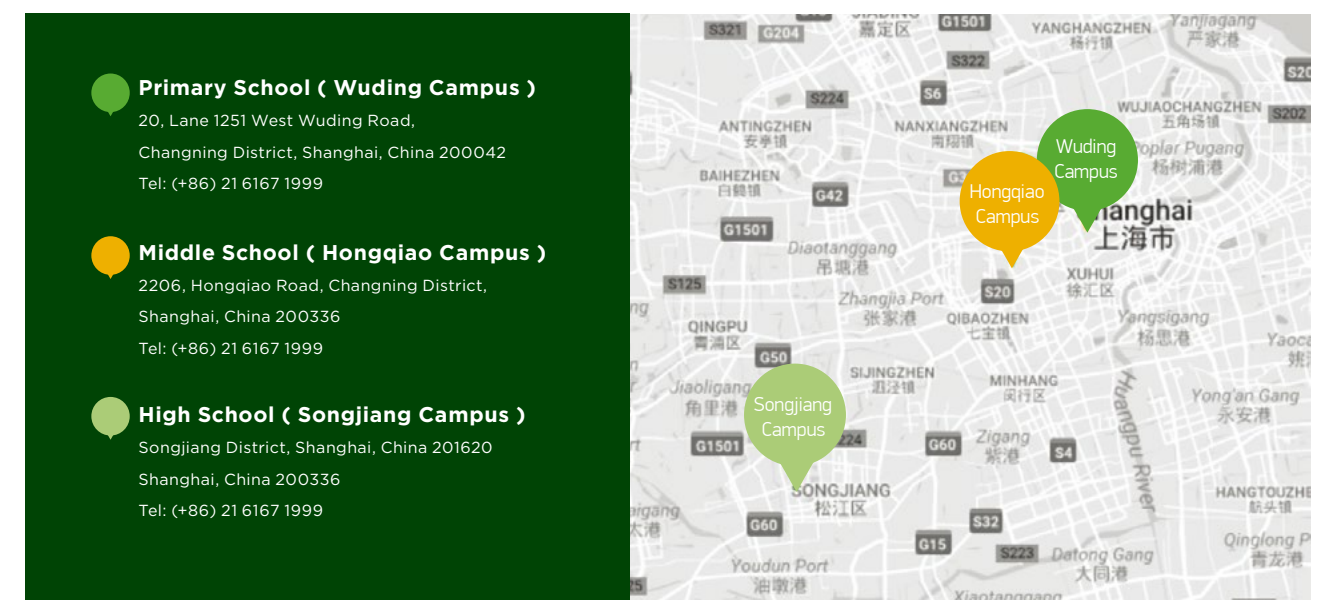 Primary School ( Wuding Campus )
20, Lane 1251 West Wuding Road,
Changning District, Shanghai, China 200042
Tel: (+86) 21 6167 1999
Middle School ( Hongqiao Campus )
2206, Hongqiao Road, Changning District,
Shanghai, China 200336
Tel: (+86) 21 6167 1999
High School ( Songjiang Campus )
Songjiang District, Shanghai, China 201620
Shanghai, China 200336
Tel: (+86) 21 6167 1999
嘉定区
G1501
YANGHANGZHEN
杨行镇
Yanjiagang
严家港
S321
G204
S322
S20
S224
S6
WUJIAOCHANGZHEN
五角场镇
S202
ANTINGZHEN
安亭镇
NANXIANGZHEN
南翔镇
Wuding
Campus
Poplar Pugang
杨树浦港
BAIHEZHEN
白鹤镇
G42
Hongqiao
Campus
上海市
G1501
Diaotanggang
吊塘港
XUHUI
徐汇区
S125
S20
Zhangjia Port
张家港
QIBAOZHEN
七宝镇
Yangsigang
杨思港
QINGPU
青浦区
G50
SIJINGZHEN
泗泾镇
MINHANG
闵行区
Huangpu River
Jiaoligang
角里港
Songjiang
Campus
Yong'an Gang
永安港
G1501
224
G60
Zigang
紫港
S4
SONGJIANG
松江区
HANGTOUZHE
航头镇
G60
S32
G15
S223
Datong Gang
大同港
Qinglong P
青龙港
Youdun Port
油墩港